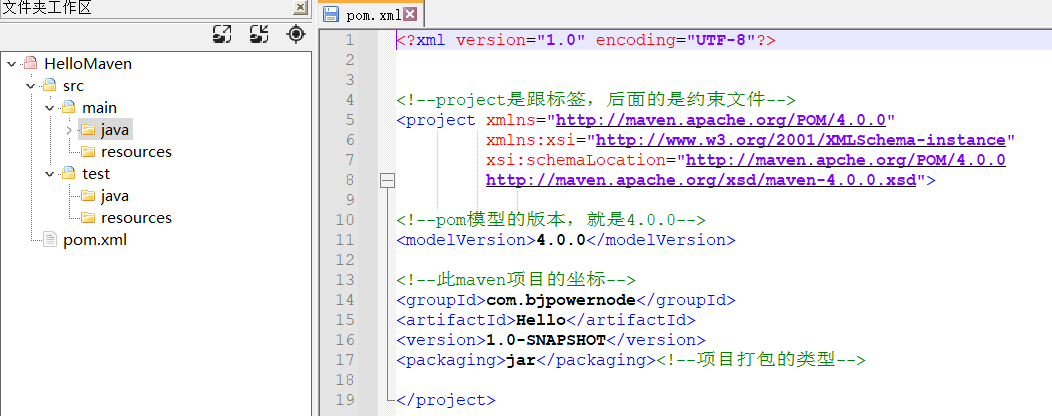 文件夹工作区
HelloMaven
src
main
java
resources
test
java
resources
pom.xml
pom.xml
1 <?xml version="1.0" encoding="UTF-8"?>
2
3
4 <!--project是跟标签，后面的是约束文件-->
5 <project xmlns="http://maven.apache.org/POM/4.0.0"
6 xmlns:xsi="http://www.w3.org/2001/XMLSchema-instance"
7 xsi:schemaLocation="http://maven.apche.org/POM/4.0.0
8 http://maven.apache.org/xsd/maven-4.0.0.xsd">
9
10 <!--pom模型的版本，就是4.0.0-->
11 <modelVersion>4.0.0</modelVersion>
12
13 <!--此maven项目的坐标-->
14 <groupId>com.bjpowernode</groupId>
15 <artifactId>Hello</artifactId>
16 <version>1.0-SNAPSHOT</version>
17 <packaging>jar</packaging><!--项目打包的类型-->
18
19 </project>